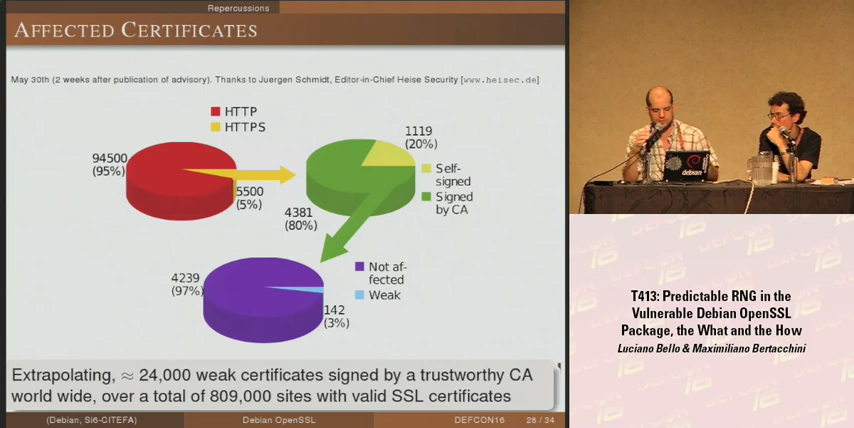 Repercussions
AFFECTED CERTIFICATES
May 30th (2 weeks after publication of advisory). Thanks to Juergen Schmidt, Editor-in-Chief Heise Security [www.heisec.de]
HTTP
HTTPS
94500
(95%)
5500
(5%)
1119
(20%)
Self-
signed
Signed
by CA
4381
(80%)
4239
(97%)
Not af-
fected
Weak
142
(3%)
Extrapolating, ≈ 24,000 weak certificates signed by a trustworthy CA
world wide, over a total of 809,000 sites with valid SSL certificates
(Debian, Si6-CITEFA)
Debian OpenSSL
DEFCON16
28 / 34
debian
T413: Predictable RNG in the
Vulnerable Debian OpenSSL
Package, the What and the How
Luciano Bello & Maximiliano Bertacchini